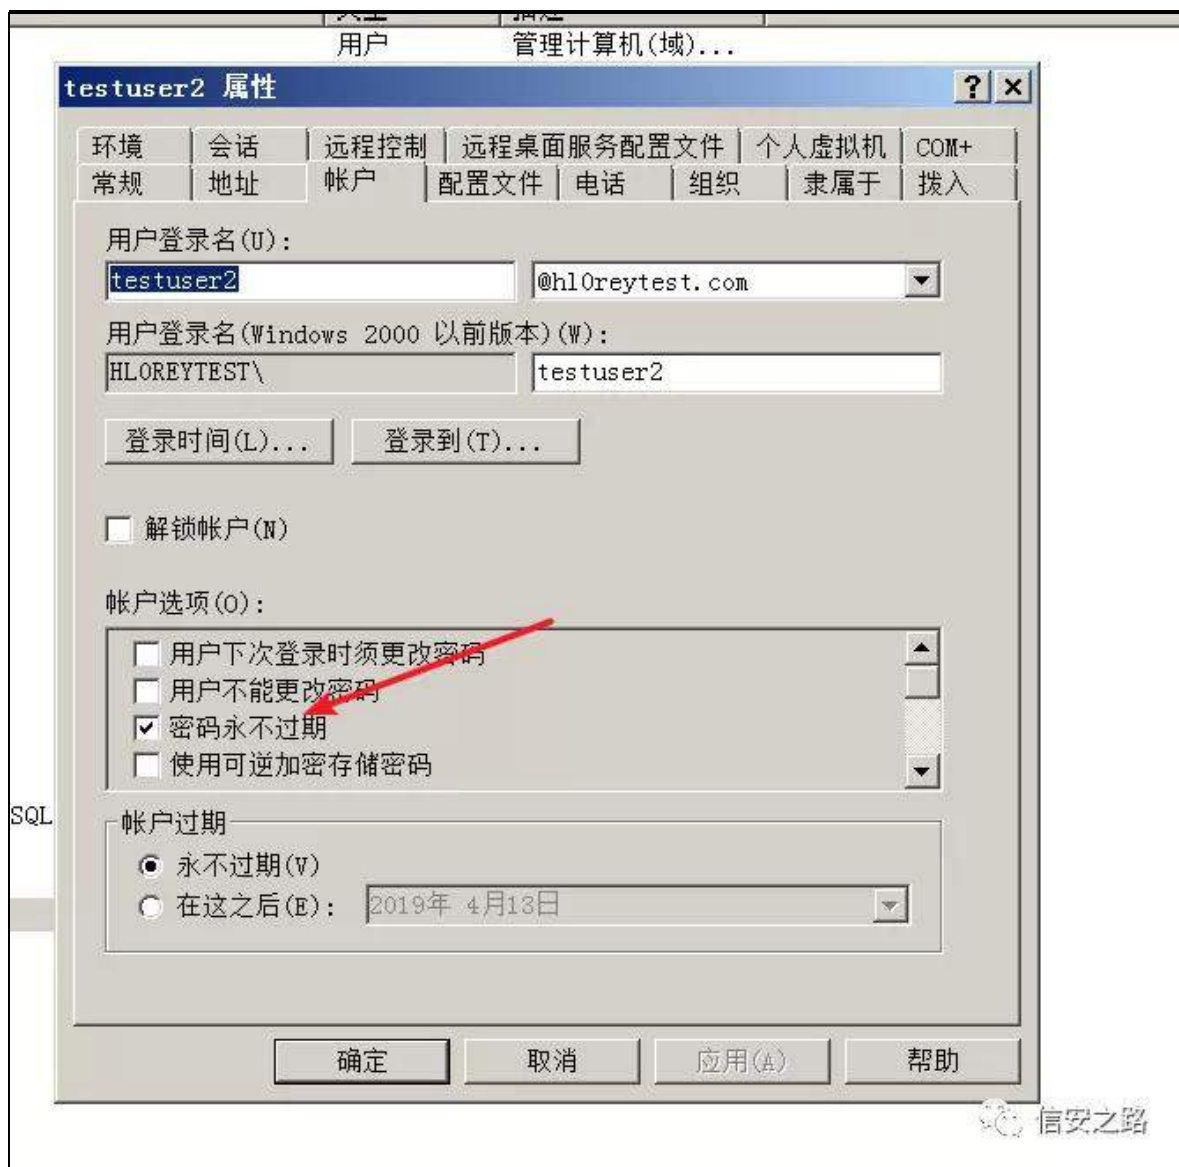 类型 描述
用户 管理计算机(域)...
testuser2 属性
环境 会话 远程控制 远程桌面服务配置文件 个人虚拟机 COM+
常规 地址 帐户 配置文件 电话 组织 隶属于 拨入
用户登录名(U):
testuser2 @hl0reytest.com
用户登录名(Windows 2000 以前版本)(W):
HL0REYTEST\ testuser2
登录时间(L)... 登录到(T)...
解锁帐户(N)
帐户选项(O):
用户下次登录时须更改密码
用户不能更改密码
密码永不过期
使用可逆加密存储密码
SQL
帐户过期
永不过期(V)
在这之后(E): 2019年 4月13日
确定 取消 应用(A) 帮助
信安之路